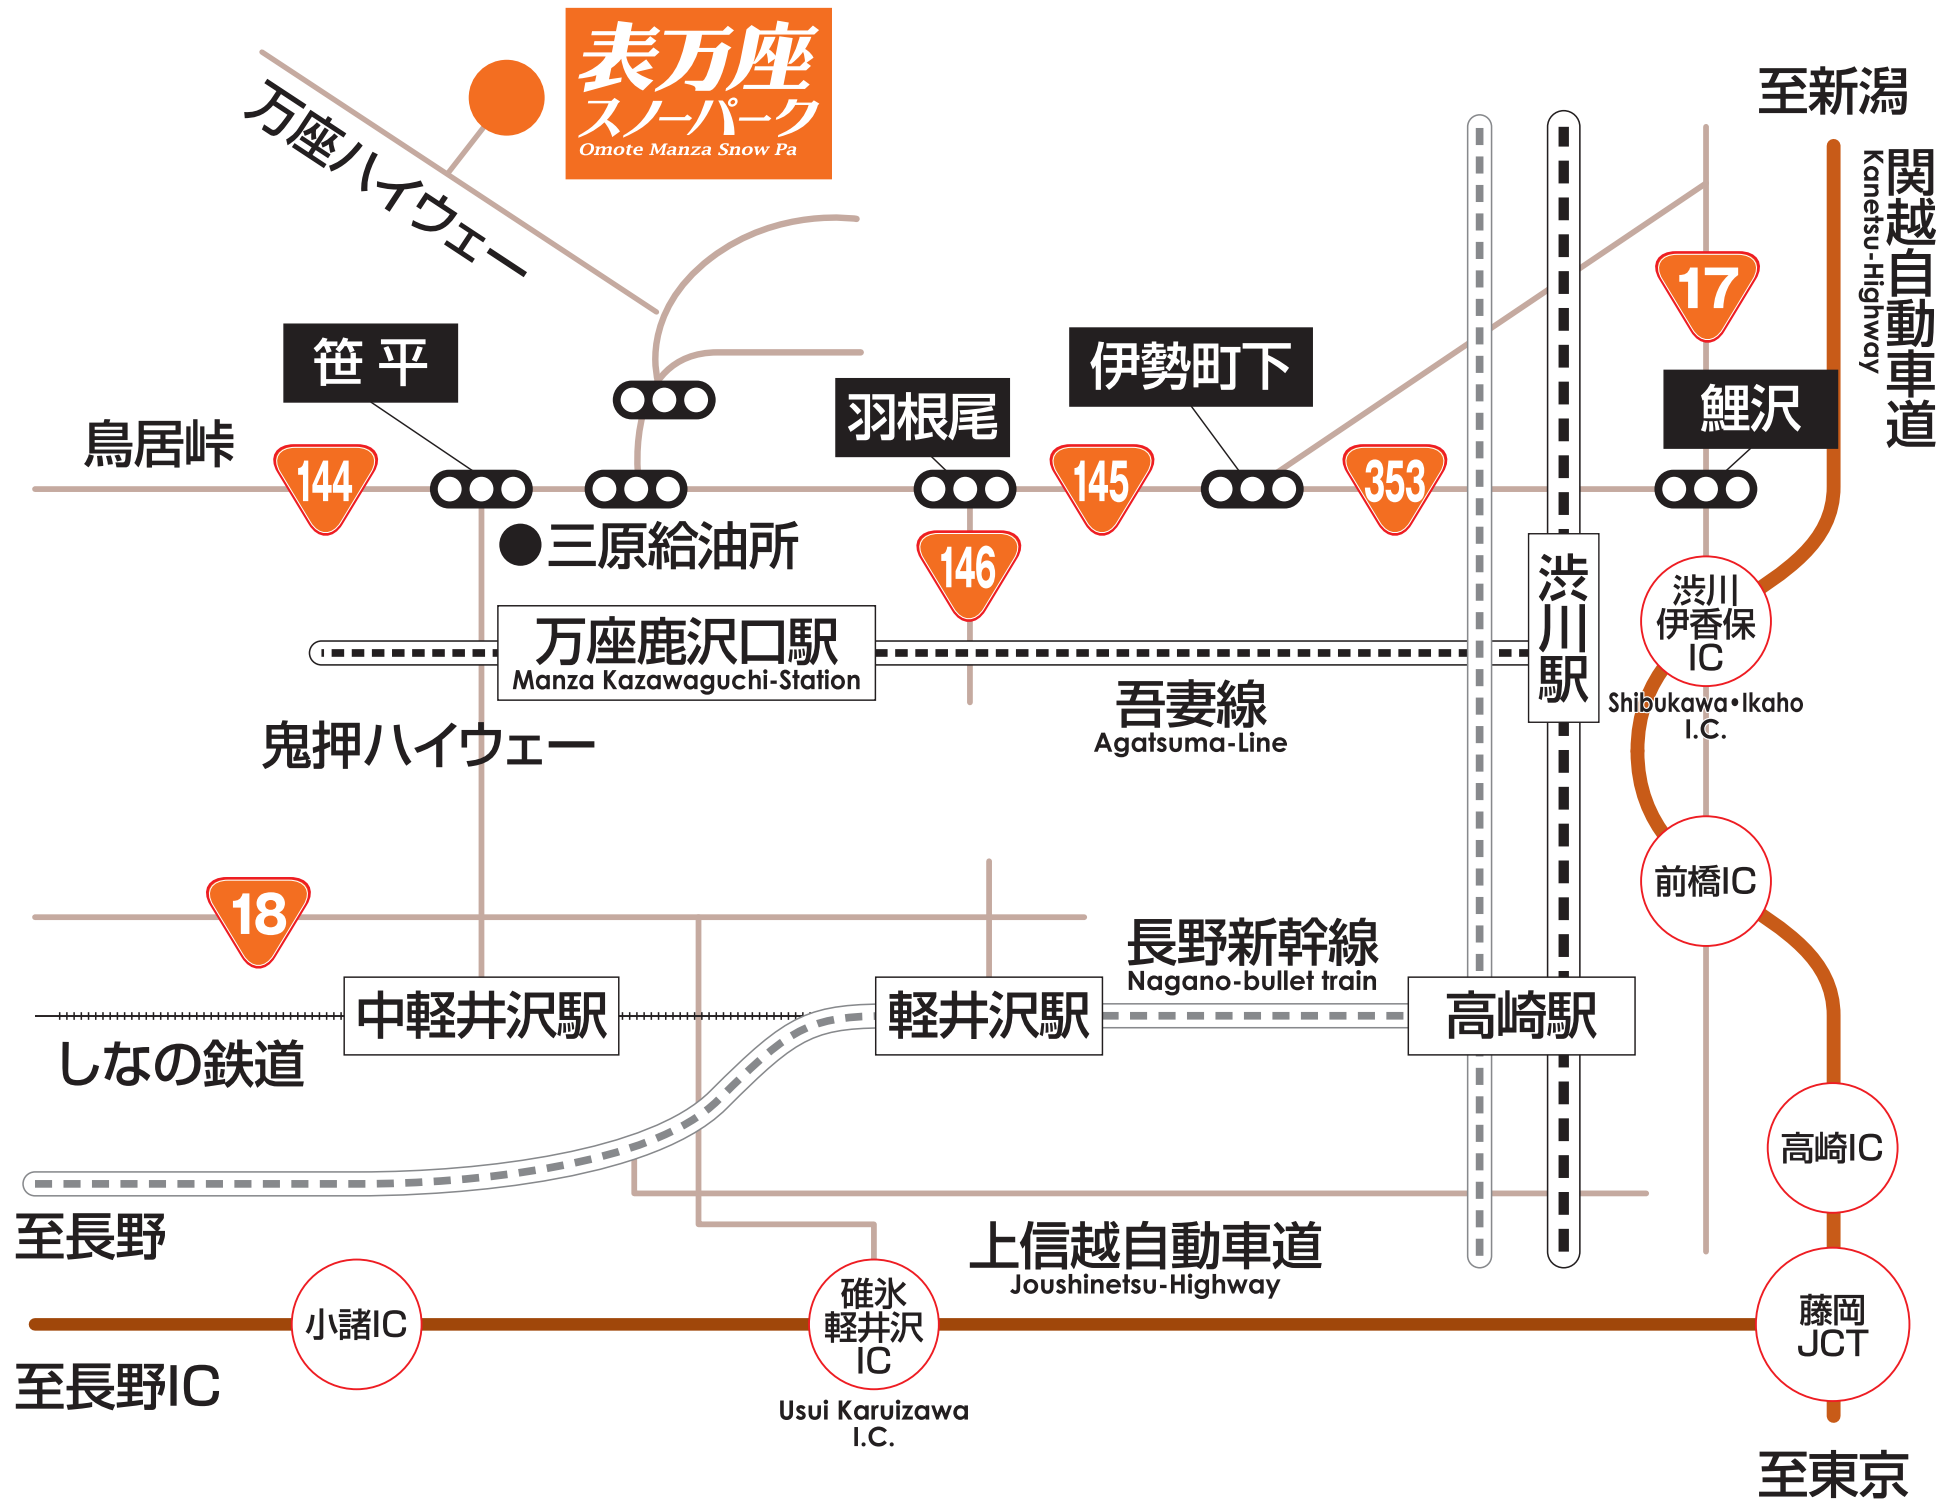 表万座
スノーパーク
Omote Manza Snow Pa
万座ハイウェー
至新潟
関越自動車道
Kanetsu-Highway
17
笹 平
羽根尾
伊勢町下
鯉沢
鳥居峠
144
145
353
三原給油所
146
渋川駅
渋川
伊香保
IC
Shibukawa•Ikaho
I.C.
万座鹿沢口駅
Manza Kazawaguchi-Station
吾妻線
Agatsuma-Line
鬼押ハイウェー
前橋IC
18
長野新幹線
Nagano-bullet train
中軽井沢駅
軽井沢駅
高崎駅
しなの鉄道
高崎IC
至長野
上信越自動車道
Joushinetsu-Highway
小諸IC
碓氷
軽井沢
IC
Usui Karuizawa
I.C.
藤岡
JCT
至長野IC
至東京